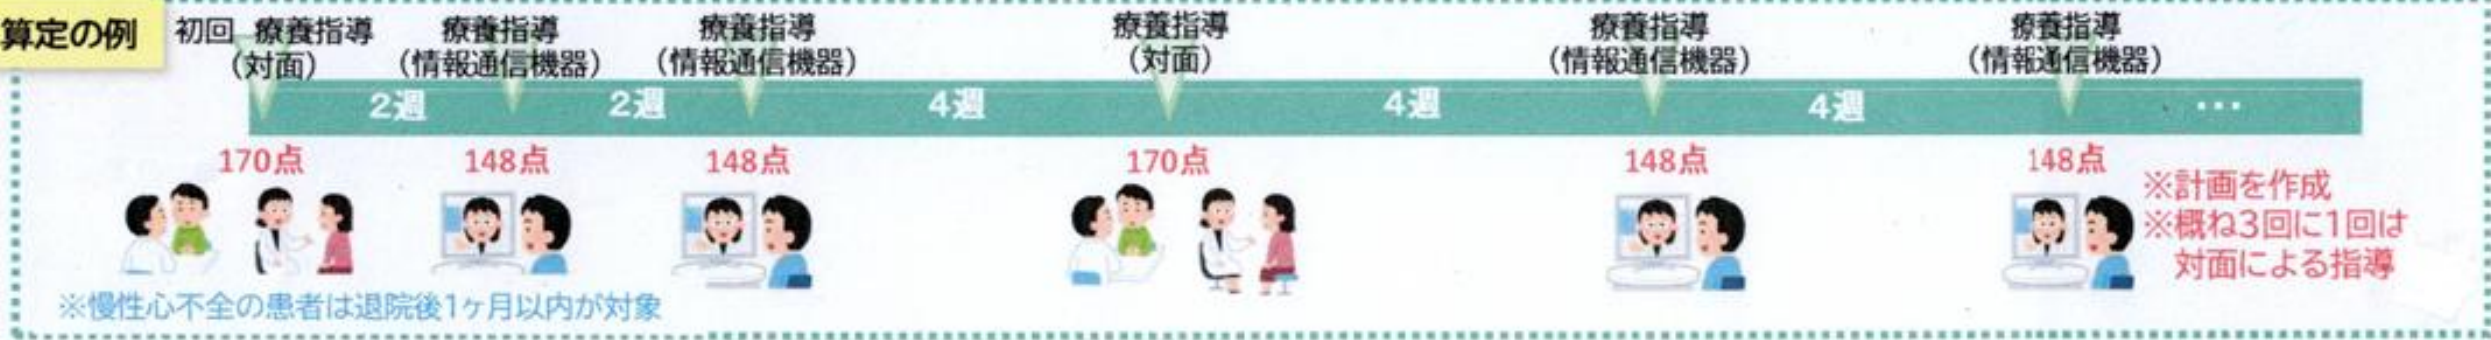 算定の例
初回 療養指導
(対面)
療養指導
(情報通信機器)
療養指導
(情報通信機器)
療養指導
(対面)
療養指導
(情報通信機器)
療養指導
(情報通信機器)
2週
2週
4週
4週
4週
…
170点
148点
148点
170点
148点
148点
※計画を作成
※概ね3回に1回は
対面による指導
※慢性心不全の患者は退院後1ヶ月以内が対象